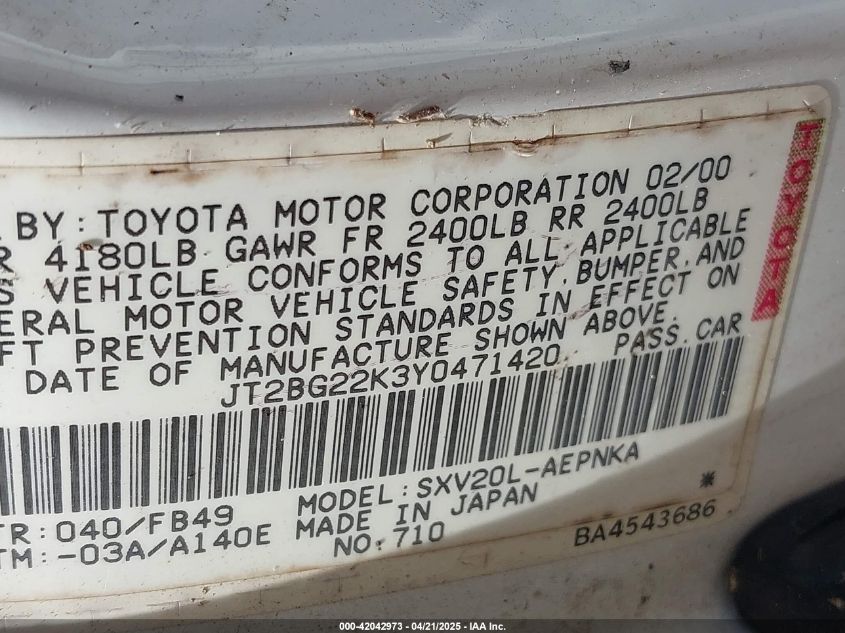 BY: TOYOTA MOTOR CORPORATION 02/00
R 4180LB GAWR FR 2400LB RR 2400LB
S VEHICLE CONFORMS TO ALL APPLICABLE
ERAL MOTOR VEHICLE SAFETY, BUMPER, AND
FT PREVENTION STANDARDS IN EFFECT ON
DATE OF MANUFACTURE SHOWN ABOVE.
JT2BG22K3Y0471420 PASS.CAR
TR: 040/FB49 MODEL: SXV20L-AEPNKA
TM: -03A/A140E MADE IN JAPAN *
NO. 710 BA4543686
TOYOTA
000-42042973 - 04/21/2025 - IAA Inc.